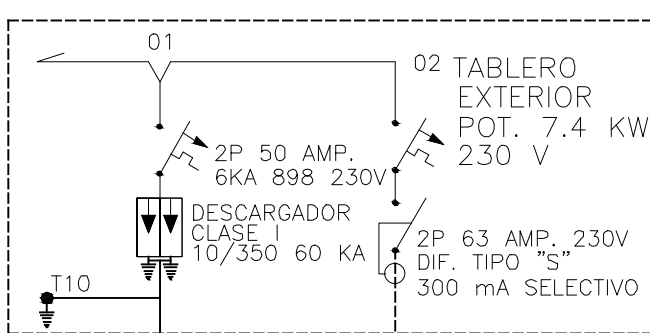 01
02 TABLERO
EXTERIOR
POT. 7.4 KW
230 V
2P 50 AMP.
6KA 898 230V
DESCARGADOR
CLASE I
10/350 60 KA
2P 63 AMP. 230V
DIF. TIPO "S"
300 mA SELECTIVO
T10